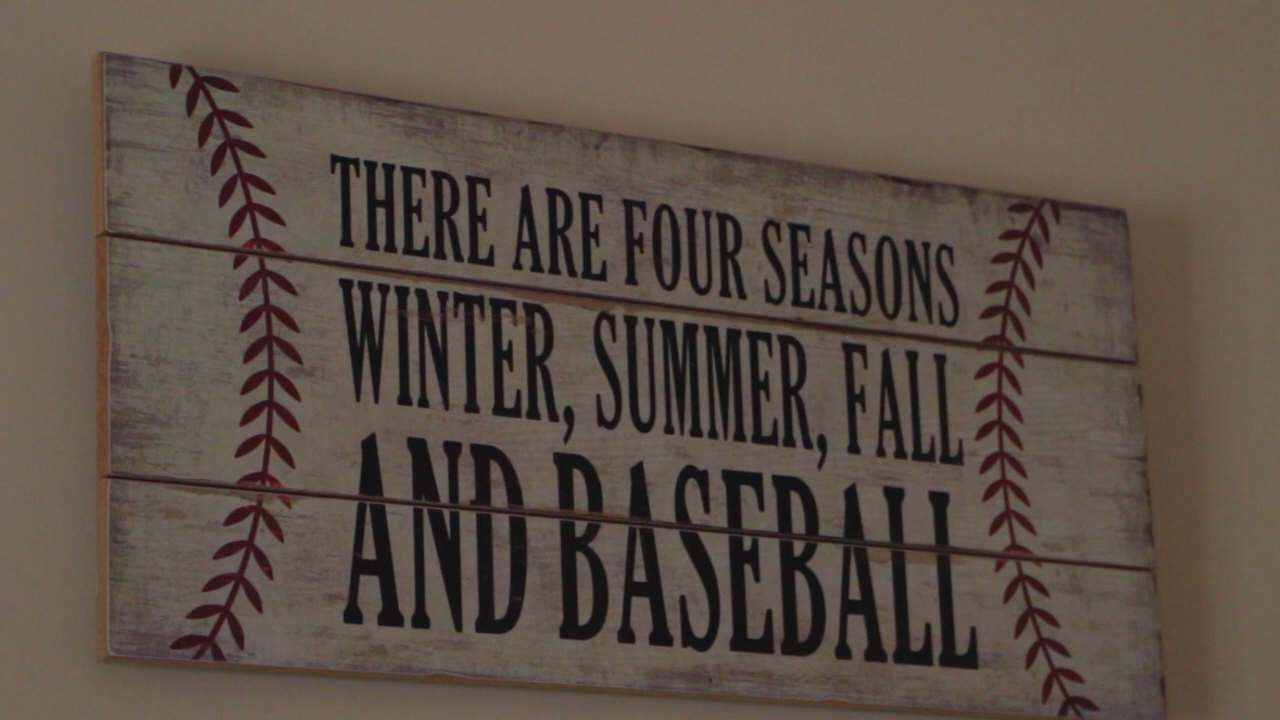 THERE ARE FOUR SEASONS
WINTER, SUMMER, FALL
AND BASEBALL